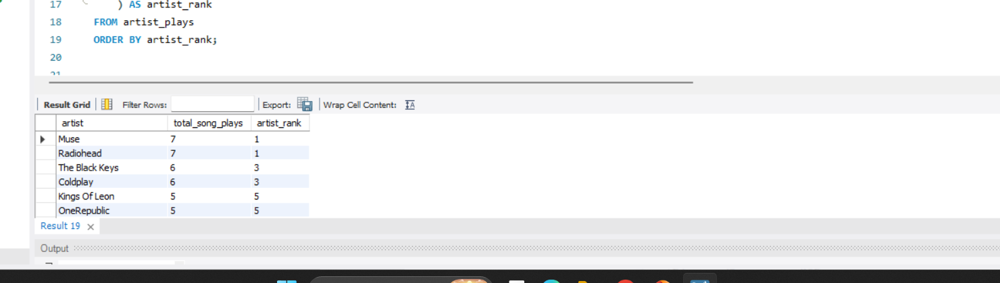 17 ) AS artist_rank
18 FROM artist_plays
19 ORDER BY artist_rank;
20
21
Result Grid Filter Rows: Export: Wrap Cell Content: IA
artist total_song_plays artist_rank
Muse 7 1
Radiohead 7 1
The Black Keys 6 3
Coldplay 6 3
Kings Of Leon 5 5
OneRepublic 5 5
Result 19
Output